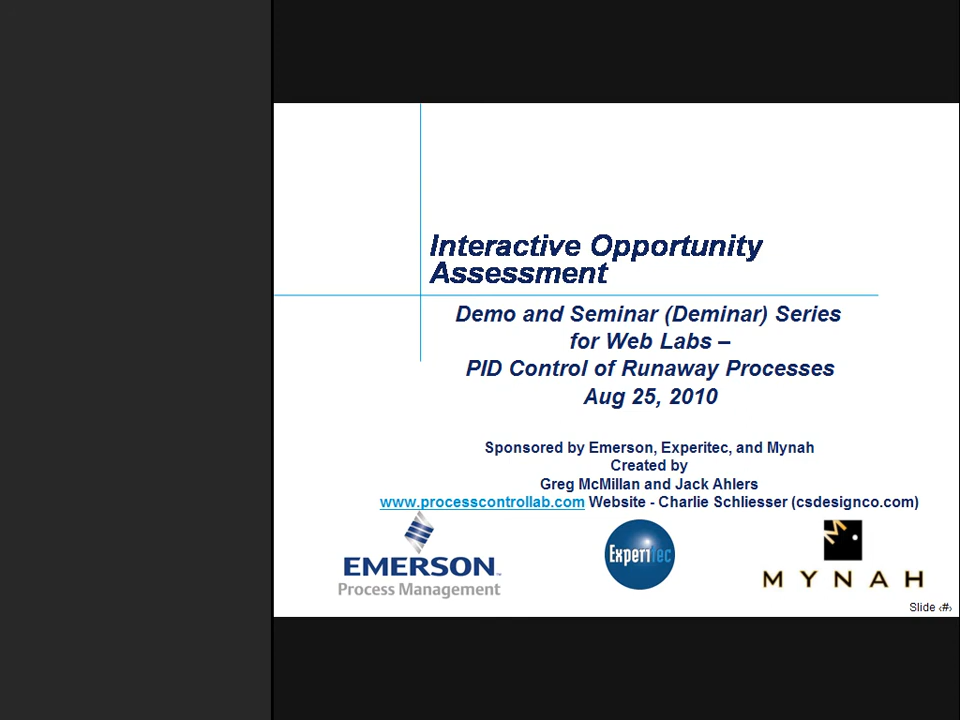 Interactive Opportunity
Assessment
Demo and Seminar (Deminar) Series
for Web Labs –
PID Control of Runaway Processes
Aug 25, 2010
Sponsored by Emerson, Experitec, and Mynah
Created by
Greg McMillan and Jack Ahlers
www.processcontrollab.com Website - Charlie Schliesser (csdesignco.com)
EMERSON™
Process Management
Experitec
M
MYNAH
Slide ‹#›